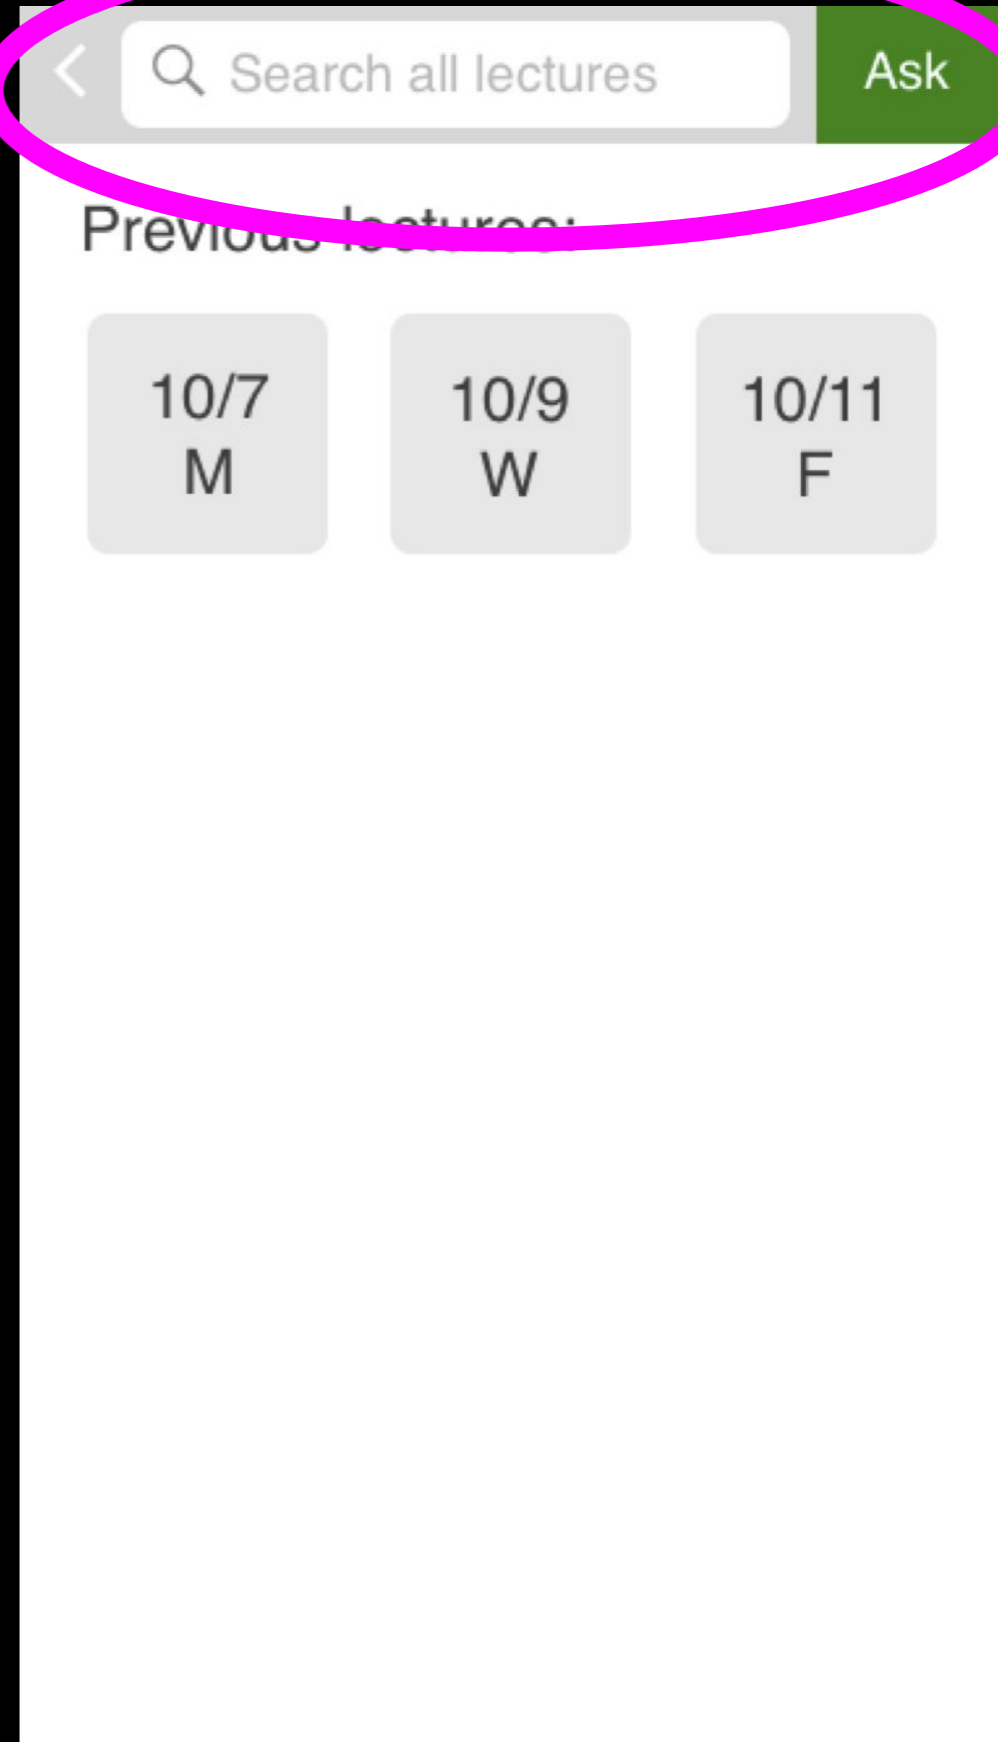 Search all lectures
Ask
Previous lectures:
10/7
M
10/9
W
10/11
F